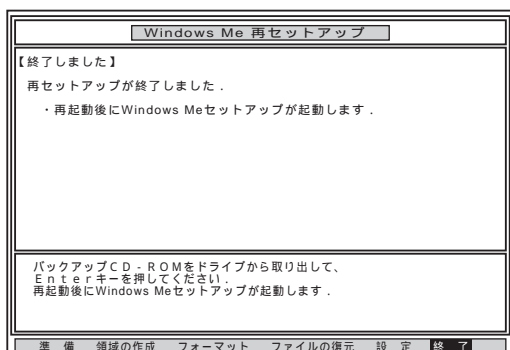 Windows Me 再セットアップ
【終了しました】
再セットアップが終了しました．
・再起動後にWindows Meセットアップが起動します．
バックアップＣＤ‐ＲＯＭをドライブから取り出して、
Ｅｎｔｅｒキーを押してください．
再起動後にWindows Meセットアップが起動します．
準　備　領域の作成　フォーマット　ファイルの復元　設　定　終　了